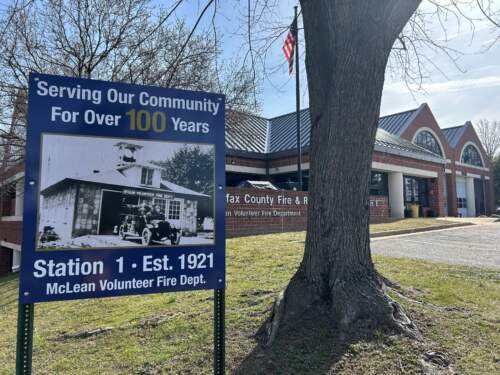 Serving Our Community
For Over 100 Years
Station 1 · Est. 1921
McLean Volunteer Fire Dept.
fax County Fire & R
n Volunteer Fire Department